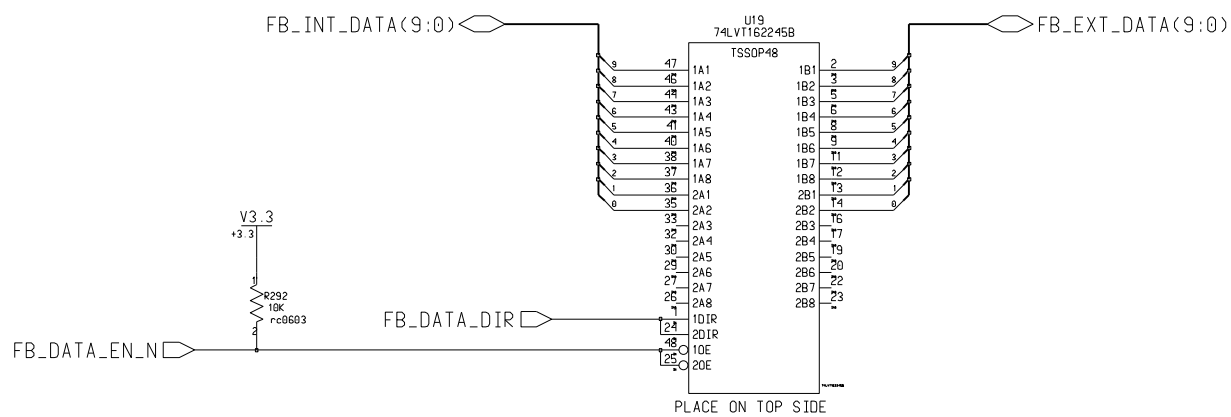 FB_INT_DATA(9:0)
U19
74LVT162245B
TSSOP48
FB_EXT_DATA(9:0)
9 47 1A1 1B1 2 9
8 46 1A2 1B2 3 8
7 44 1A3 1B3 5 7
6 43 1A4 1B4 6 6
5 41 1A5 1B5 8 5
4 40 1A6 1B6 9 4
3 38 1A7 1B7 11 3
2 37 1A8 1B8 12 2
1 36 2A1 2B1 13 1
0 35 2A2 2B2 14 0
33 2A3 2B3 16
32 2A4 2B4 17
30 2A5 2B5 19
29 2A6 2B6 20
27 2A7 2B7 22
26 2A8 2B8 23
V3.3
+3.3
1
R292
10K
rc0603
2
FB_DATA_DIR
1 1DIR
24 2DIR
FB_DATA_EN_N
48 1OE
25 2OE
PLACE ON TOP SIDE